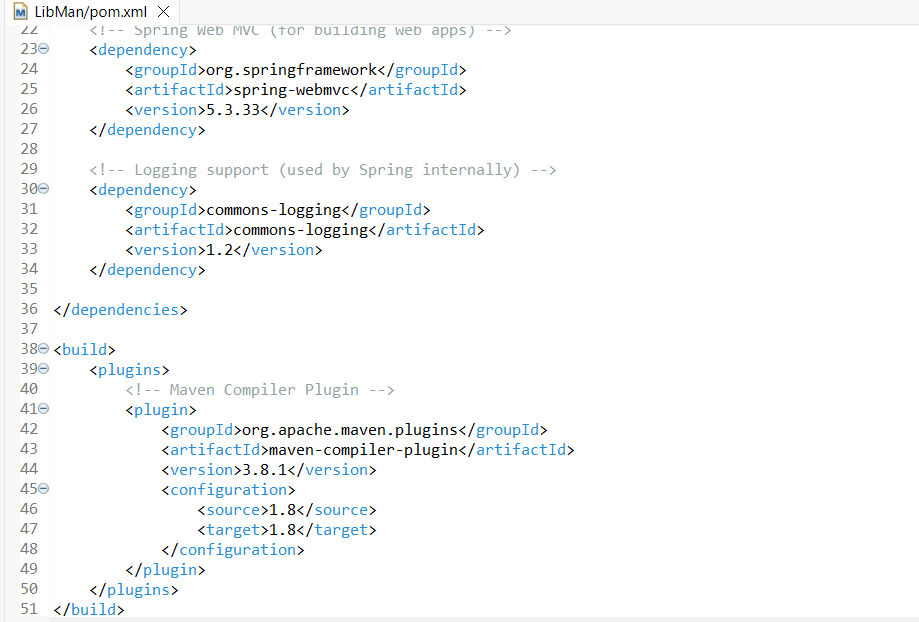 LibMan/pom.xml
22 <!-- Spring Web MVC (for building web apps) -->
23 <dependency>
24 <groupId>org.springframework</groupId>
25 <artifactId>spring-webmvc</artifactId>
26 <version>5.3.33</version>
27 </dependency>
28
29 <!-- Logging support (used by Spring internally) -->
30 <dependency>
31 <groupId>commons-logging</groupId>
32 <artifactId>commons-logging</artifactId>
33 <version>1.2</version>
34 </dependency>
35
36 </dependencies>
37
38 <build>
39 <plugins>
40 <!-- Maven Compiler Plugin -->
41 <plugin>
42 <groupId>org.apache.maven.plugins</groupId>
43 <artifactId>maven-compiler-plugin</artifactId>
44 <version>3.8.1</version>
45 <configuration>
46 <source>1.8</source>
47 <target>1.8</target>
48 </configuration>
49 </plugin>
50 </plugins>
51 </build>